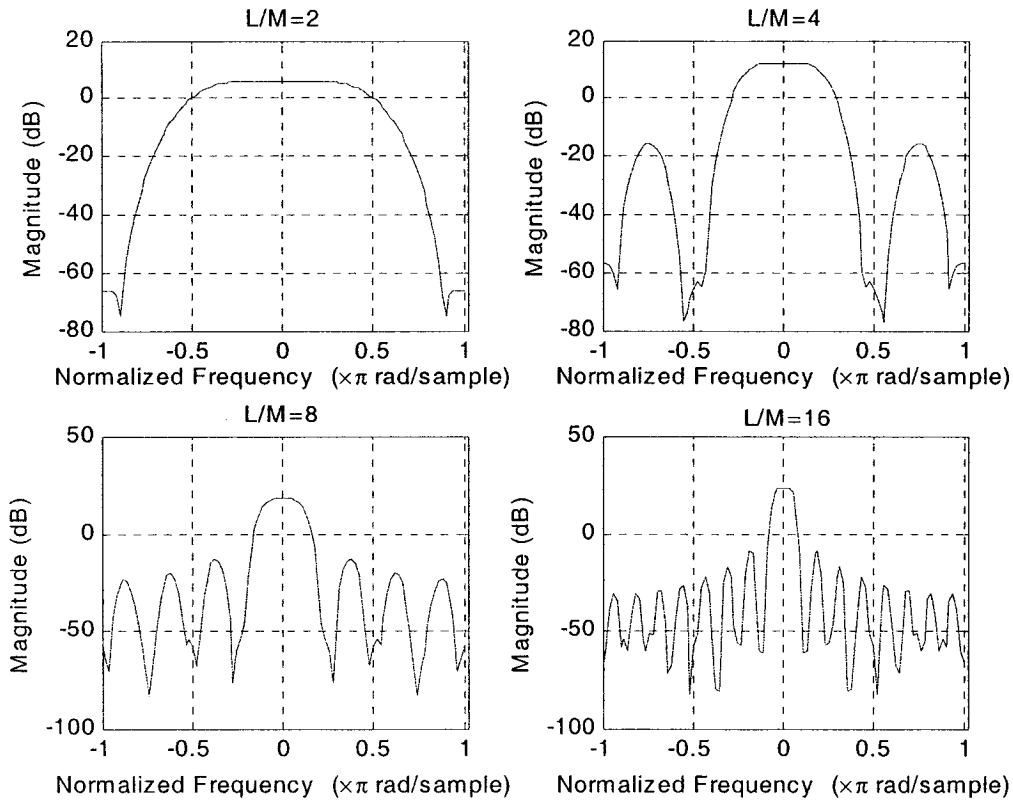 L/M=2
20
0
-20
-40
-60
-80
Magnitude (dB)
-1 -0.5 0 0.5 1
Normalized Frequency (×π rad/sample)
L/M=4
20
0
-20
-40
-60
-80
Magnitude (dB)
-1 -0.5 0 0.5 1
Normalized Frequency (×π rad/sample)
L/M=8
50
0
-50
-100
Magnitude (dB)
-1 -0.5 0 0.5 1
Normalized Frequency (×π rad/sample)
L/M=16
50
0
-50
-100
Magnitude (dB)
-1 -0.5 0 0.5 1
Normalized Frequency (×π rad/sample)